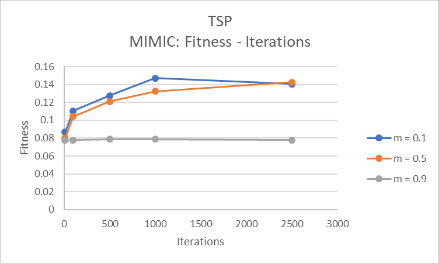 TSP
MIMIC: Fitness - Iterations
0.16
0.14
0.12
0.1
0.08
0.06
0.04
0.02
0
Fitness
0 500 1000 1500 2000 2500 3000
Iterations
m = 0.1
m = 0.5
m = 0.9